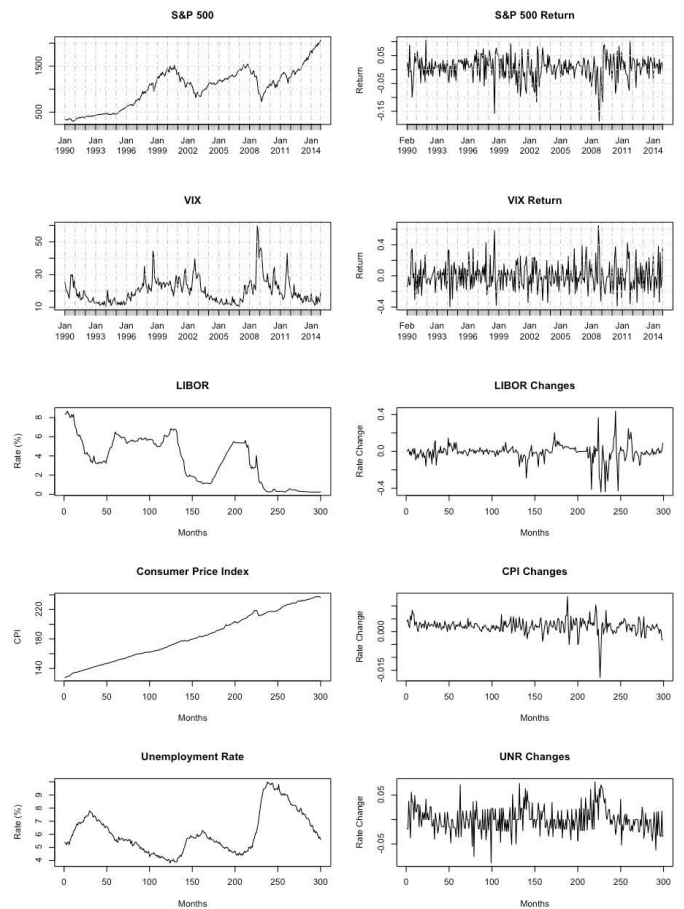 S&P 500
S&P 500 Return
500 1500
Jan 1990 Jan 1993 Jan 1996 Jan 2002 Jan 2005 Jan 2008 Jan 2011 Jan 2014
Return
-0.15 -0.05 0.05
Feb 1990 Jan 1993 Jan 1996 Jan 2002 Jan 2005 Jan 2008 Jan 2011 Jan 2014
VIX
VIX Return
10 30 50
Jan 1990 Jan 1993 Jan 1996 Jan 2002 Jan 2005 Jan 2008 Jan 2011 Jan 2014
Return
-0.4 0.0 0.4
Feb 1990 Jan 1993 Jan 1996 Jan 2002 Jan 2005 Jan 2008 Jan 2011 Jan 2014
LIBOR
LIBOR Changes
Rate (%)
0 2 4 6 8
0 50 100 150 200 250 300
Months
Rate Change
-0.4 0.0 0.4
0 50 100 150 200 250 300
Months
Consumer Price Index
CPI Changes
CPI
140 180 220
0 50 100 150 200 250 300
Months
Rate Change
-0.015 0.000
0 50 100 150 200 250 300
Months
Unemployment Rate
UNR Changes
Rate (%)
4 5 6 7 8 9
0 50 100 150 200 250 300
Months
Rate Change
-0.05 0.05
0 50 100 150 200 250 300
Months